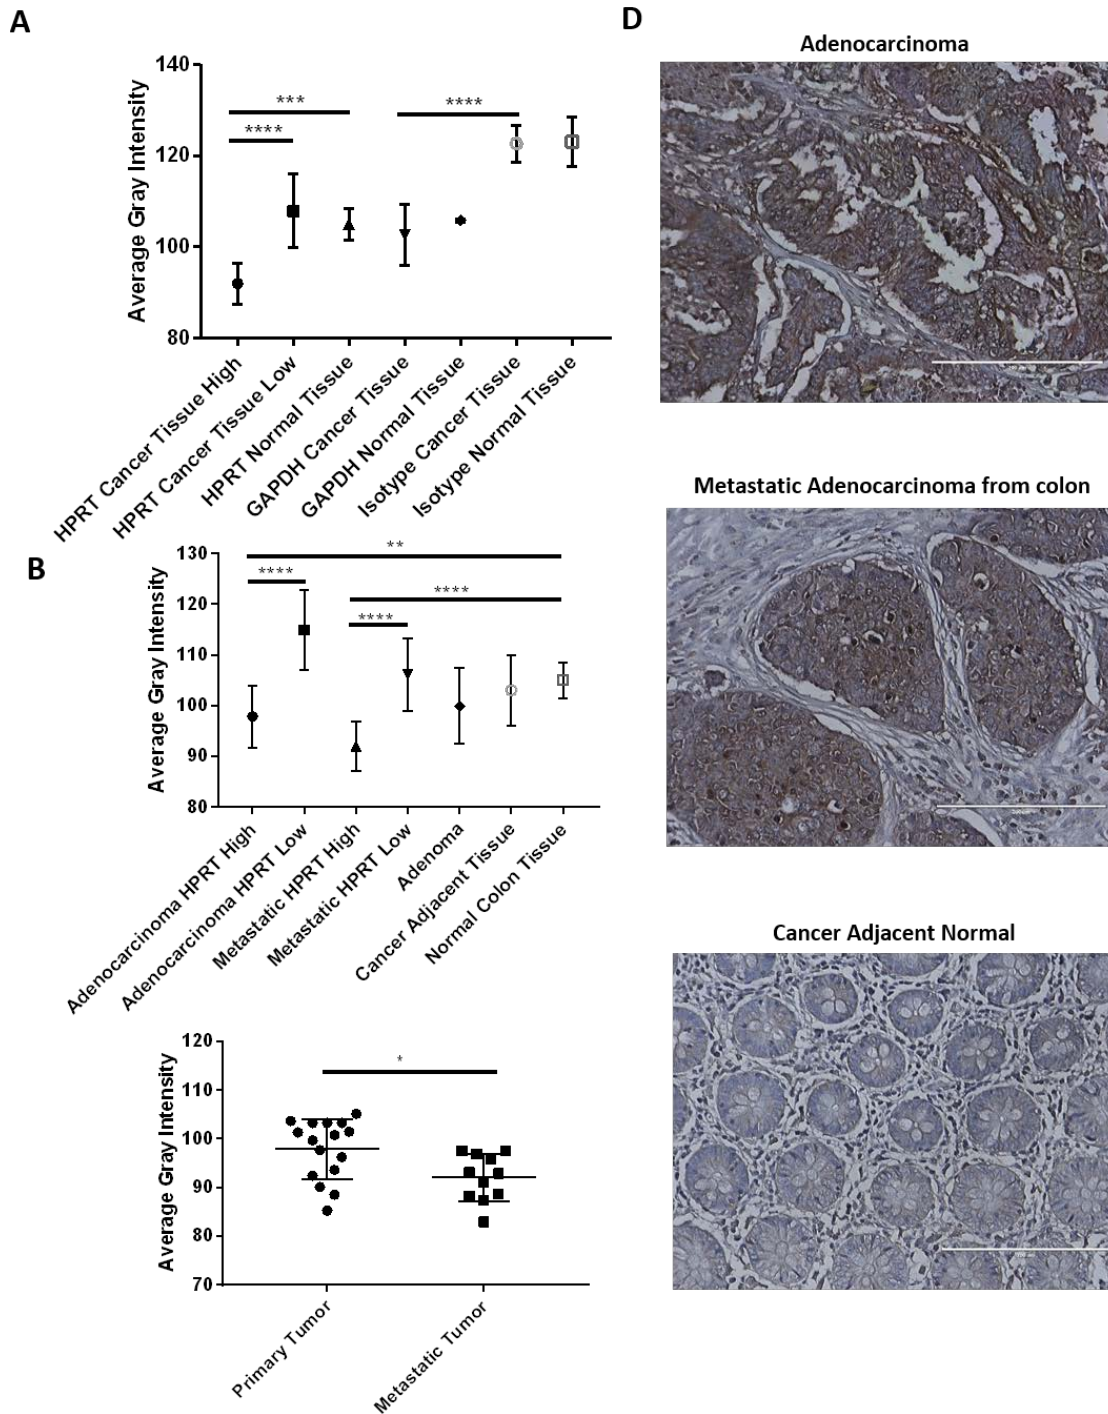 A
140
120
100
80
Average Gray Intensity
***
****
****
HPRT Cancer Tissue High
HPRT Cancer Tissue Low
HPRT Normal Tissue
GAPDH Cancer Tissue
GAPDH Normal Tissue
Isotype Cancer Tissue
Isotype Normal Tissue
B
130
120
110
100
90
80
Average Gray Intensity
**
****
****
****
Adenocarcinoma HPRT High
Adenocarcinoma HPRT Low
Metastatic HPRT High
Metastatic HPRT Low
Adenoma
Cancer Adjacent Tissue
Normal Colon Tissue
120
110
100
90
80
70
Average Gray Intensity
*
Primary Tumor
Metastatic Tumor
D
Adenocarcinoma
Metastatic Adenocarcinoma from colon
Cancer Adjacent Normal